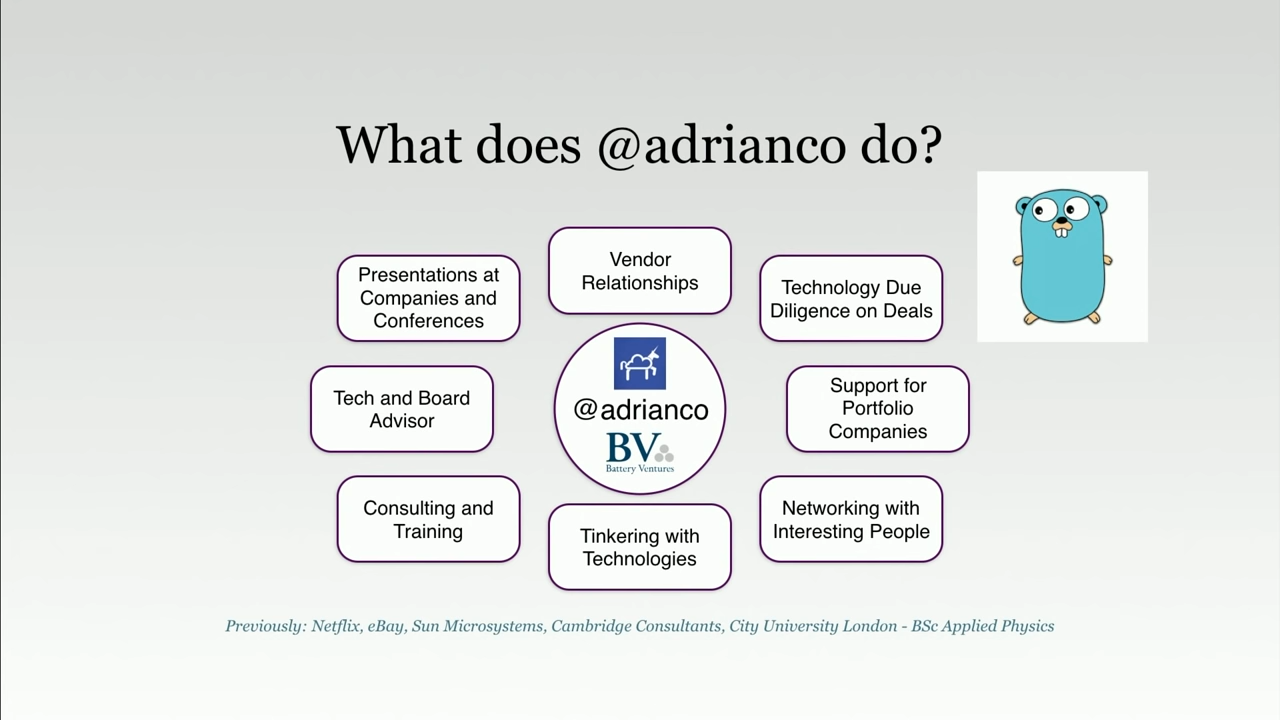 What does @adrianco do?
Vendor
Relationships
Presentations at
Companies and
Conferences
Technology Due
Diligence on Deals
Tech and Board
Advisor
@adrianco
BV
Battery Ventures
Support for
Portfolio
Companies
Consulting and
Training
Tinkering with
Technologies
Networking with
Interesting People
Previously: Netflix, eBay, Sun Microsystems, Cambridge Consultants, City University London - BSc Applied Physics